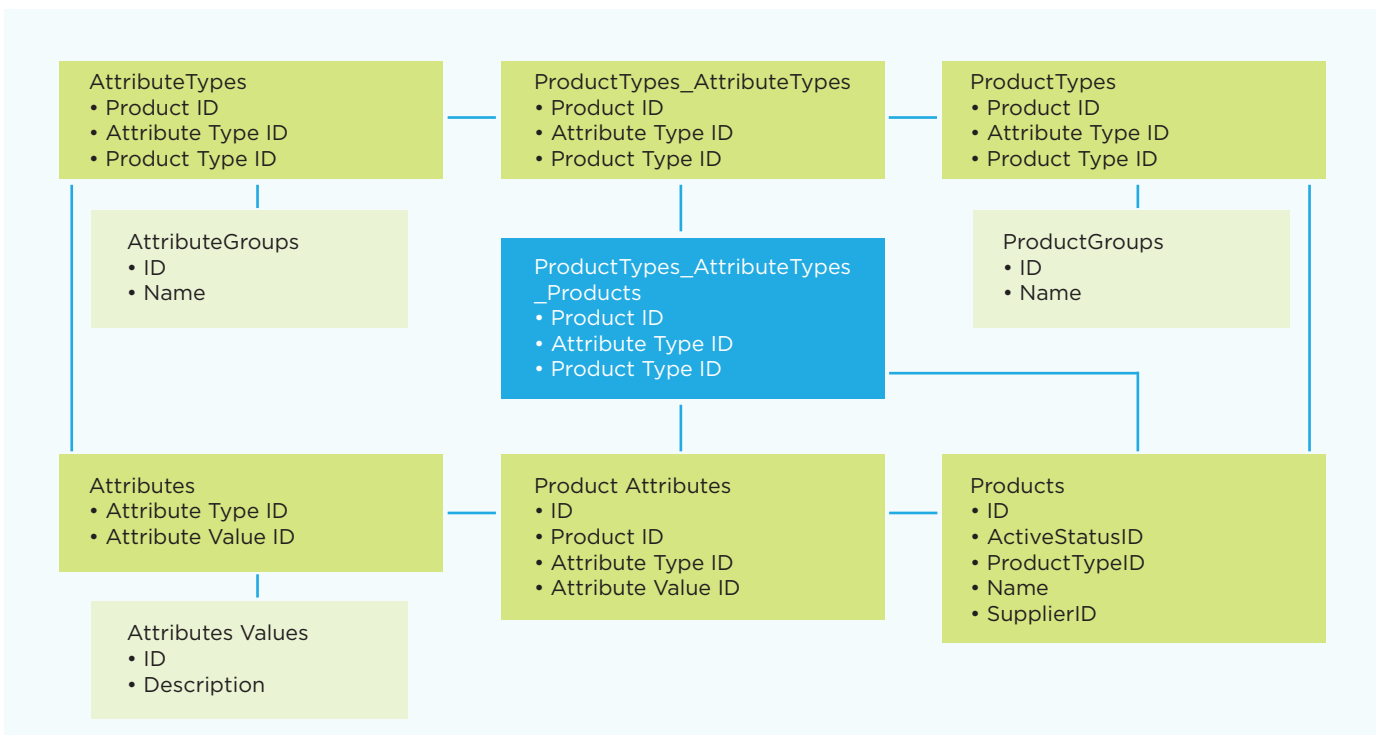 AttributeTypes
• Product ID
• Attribute Type ID
• Product Type ID
ProductTypes_AttributeTypes
• Product ID
• Attribute Type ID
• Product Type ID
ProductTypes
• Product ID
• Attribute Type ID
• Product Type ID
AttributeGroups
• ID
• Name
ProductTypes_AttributeTypes
_Products
• Product ID
• Attribute Type ID
• Product Type ID
ProductGroups
• ID
• Name
Attributes
• Attribute Type ID
• Attribute Value ID
Product Attributes
• ID
• Product ID
• Attribute Type ID
• Attribute Value ID
Products
• ID
• ActiveStatusID
• ProductTypeID
• Name
• SupplierID
Attributes Values
• ID
• Description